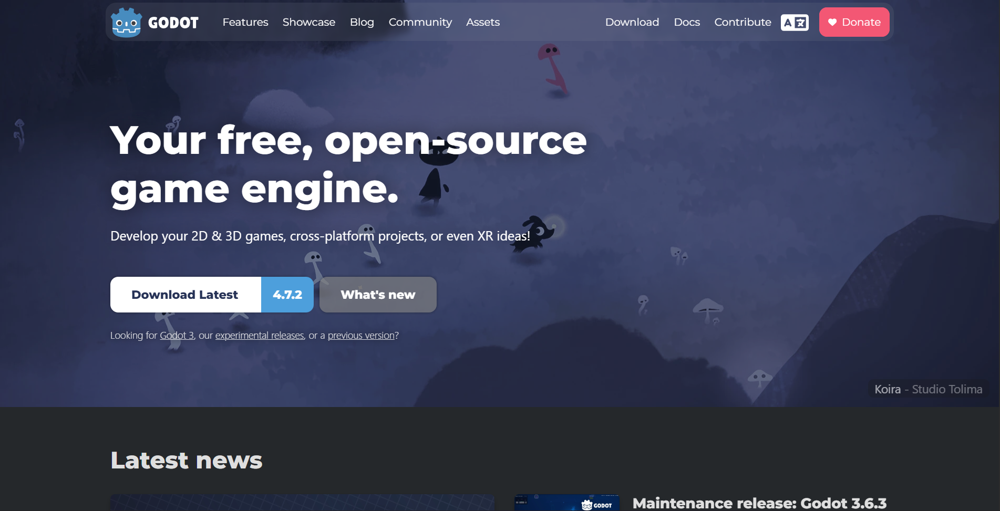 GODOT
Features
Showcase
Blog
Community
Assets
Download
Docs
Contribute
A 文
Donate
Your free, open-source
game engine.
Develop your 2D & 3D games, cross-platform projects, or even XR ideas!
Download Latest 4.7.2
What's new
Looking for Godot 3, our experimental releases, or a previous version?
Koira - Studio Tolima
Latest news
GODOT
Maintenance release: Godot 3.6.3